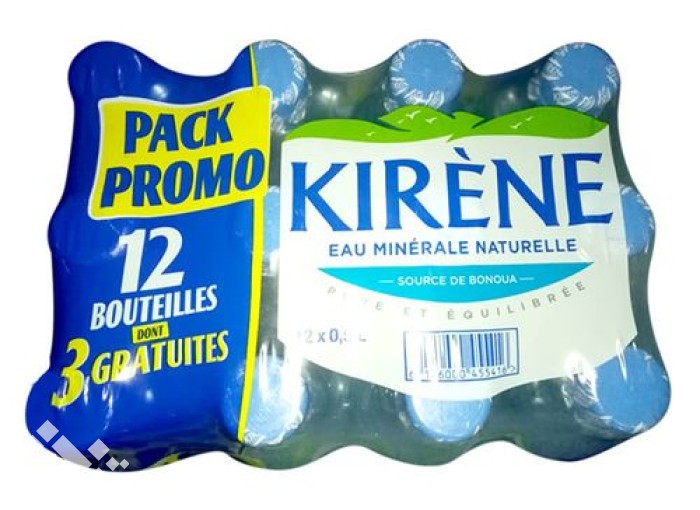 PACK
PROMO
12
BOUTEILLES
DONT
3 GRATUITES
KIRÈNE
EAU MINÉRALE NATURELLE
SOURCE DE BONOUA
ET ÉQUILIBRÉE